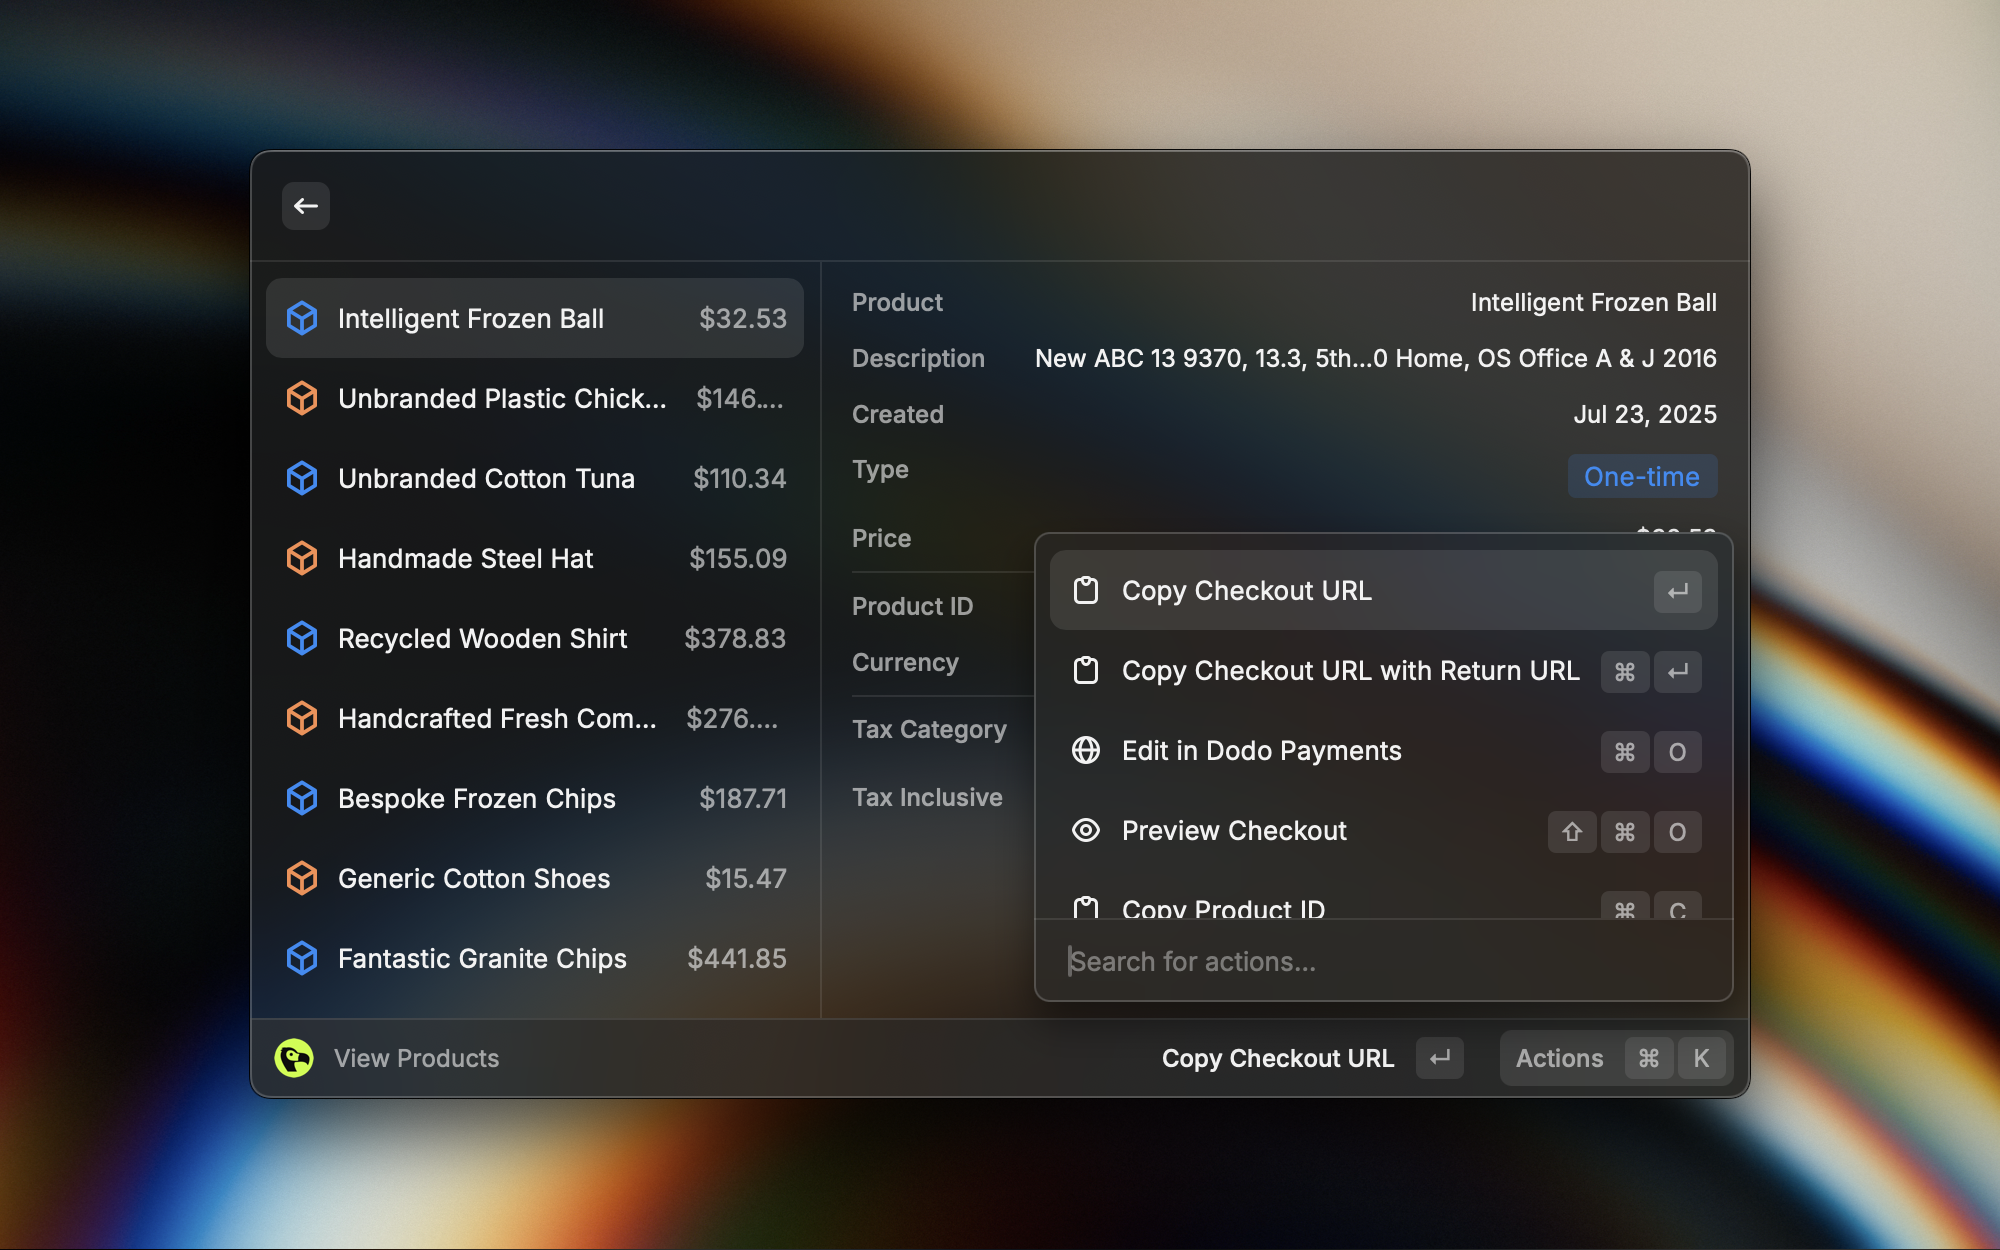 Intelligent Frozen Ball $32.53
Unbranded Plastic Chick... $146....
Unbranded Cotton Tuna $110.34
Handmade Steel Hat $155.09
Recycled Wooden Shirt $378.83
Handcrafted Fresh Com... $276....
Bespoke Frozen Chips $187.71
Generic Cotton Shoes $15.47
Fantastic Granite Chips $441.85
Product Intelligent Frozen Ball
Description New ABC 13 9370, 13.3, 5th...0 Home, OS Office A & J 2016
Created Jul 23, 2025
Type One-time
Price
Product ID
Currency
Tax Category
Tax Inclusive
Copy Checkout URL ↵
Copy Checkout URL with Return URL ⌘ ↵
Edit in Dodo Payments ⌘ O
Preview Checkout ⇧ ⌘ O
Copy Product ID ⌘ C
Search for actions...
View Products
Copy Checkout URL ↵
Actions ⌘ K